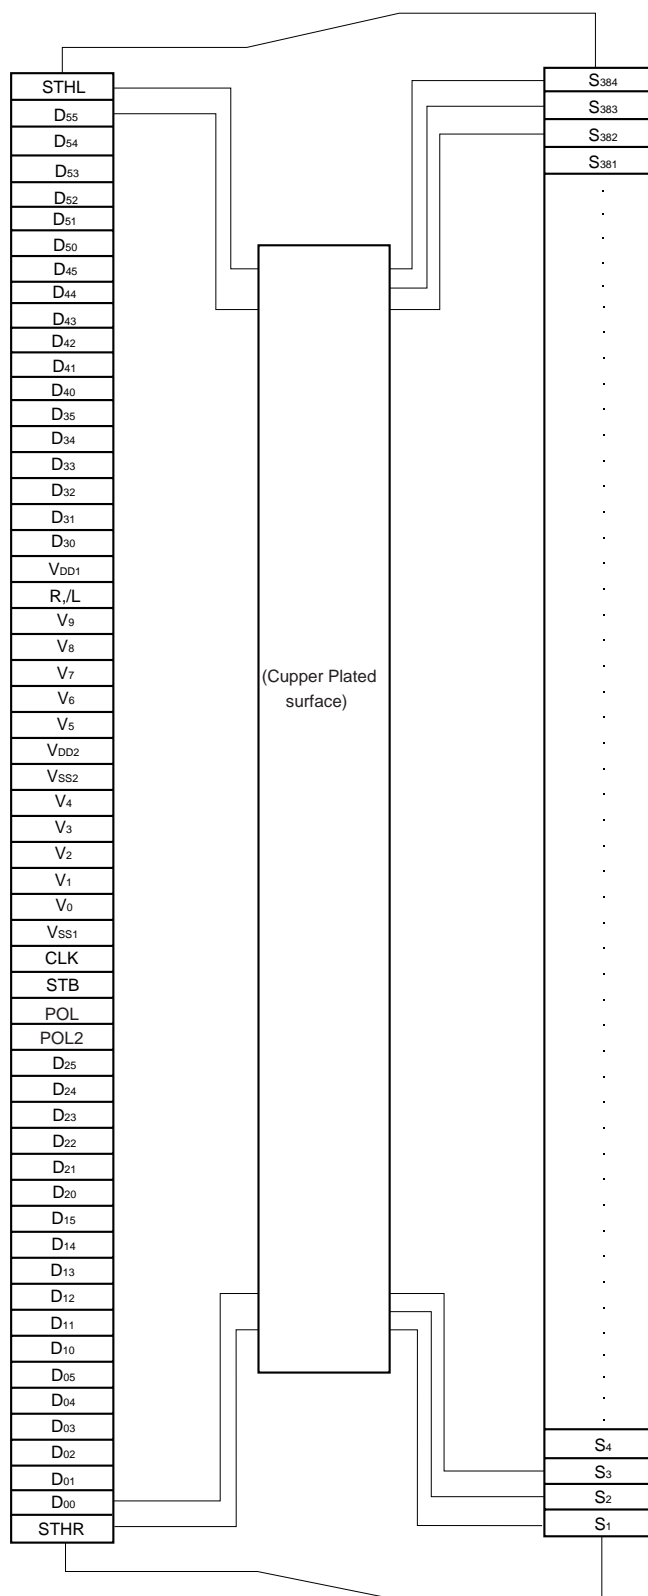 STHL
D55
D54
D53
D52
D51
D50
D45
D44
D43
D42
D41
D40
D35
D34
D33
D32
D31
D30
VDD1
R,/L
V9
V8
V7
V6
V5
VDD2
VSS2
V4
V3
V2
V1
V0
VSS1
CLK
STB
POL
POL2
D25
D24
D23
D22
D21
D20
D15
D14
D13
D12
D11
D10
D05
D04
D03
D02
D01
D00
STHR
(Cupper Plated
surface)
S384
S383
S382
S381
S4
S3
S2
S1